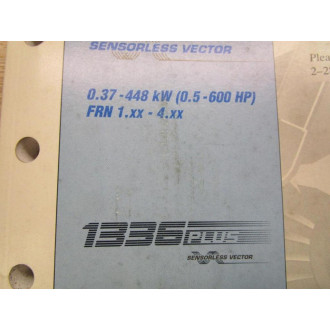 SENSORLESS VECTOR
0.37-448 kW (0.5-600 HP)
FRN 1.xx - 4.xx
1336 PLUS
SENSORLESS VECTOR
Plea
2-2